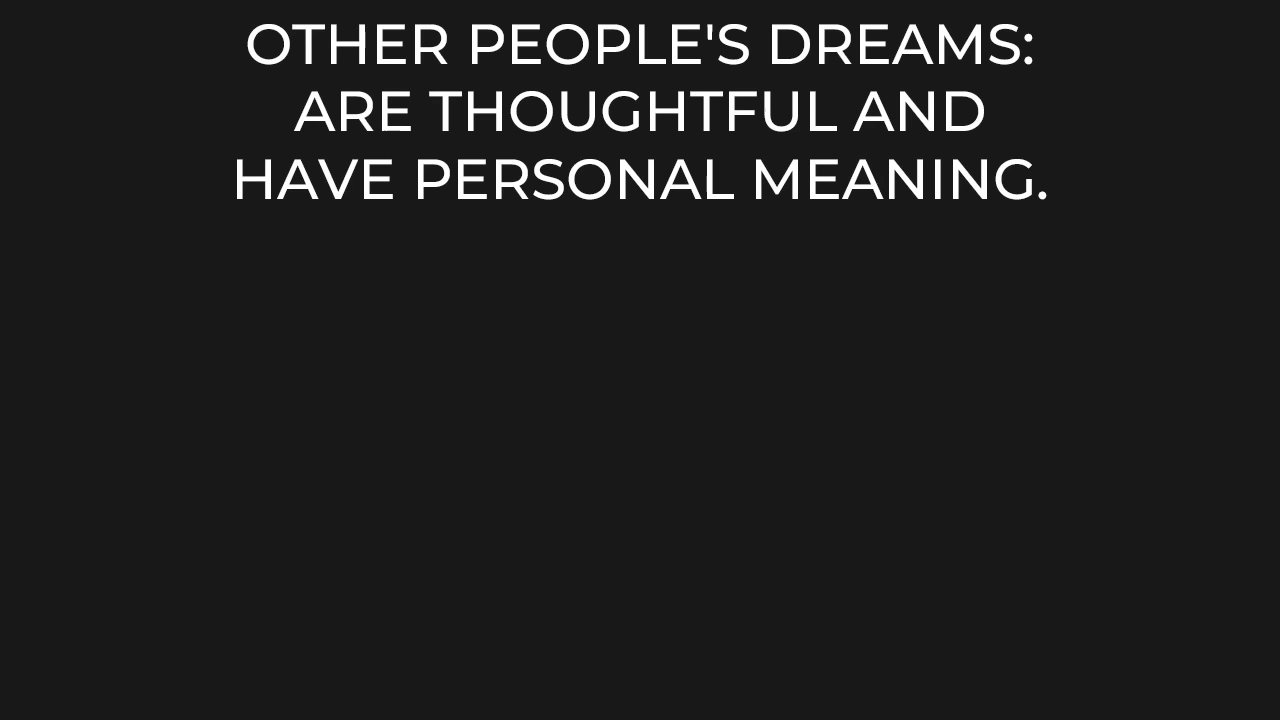 OTHER PEOPLE'S DREAMS:
ARE THOUGHTFUL AND
HAVE PERSONAL MEANING.